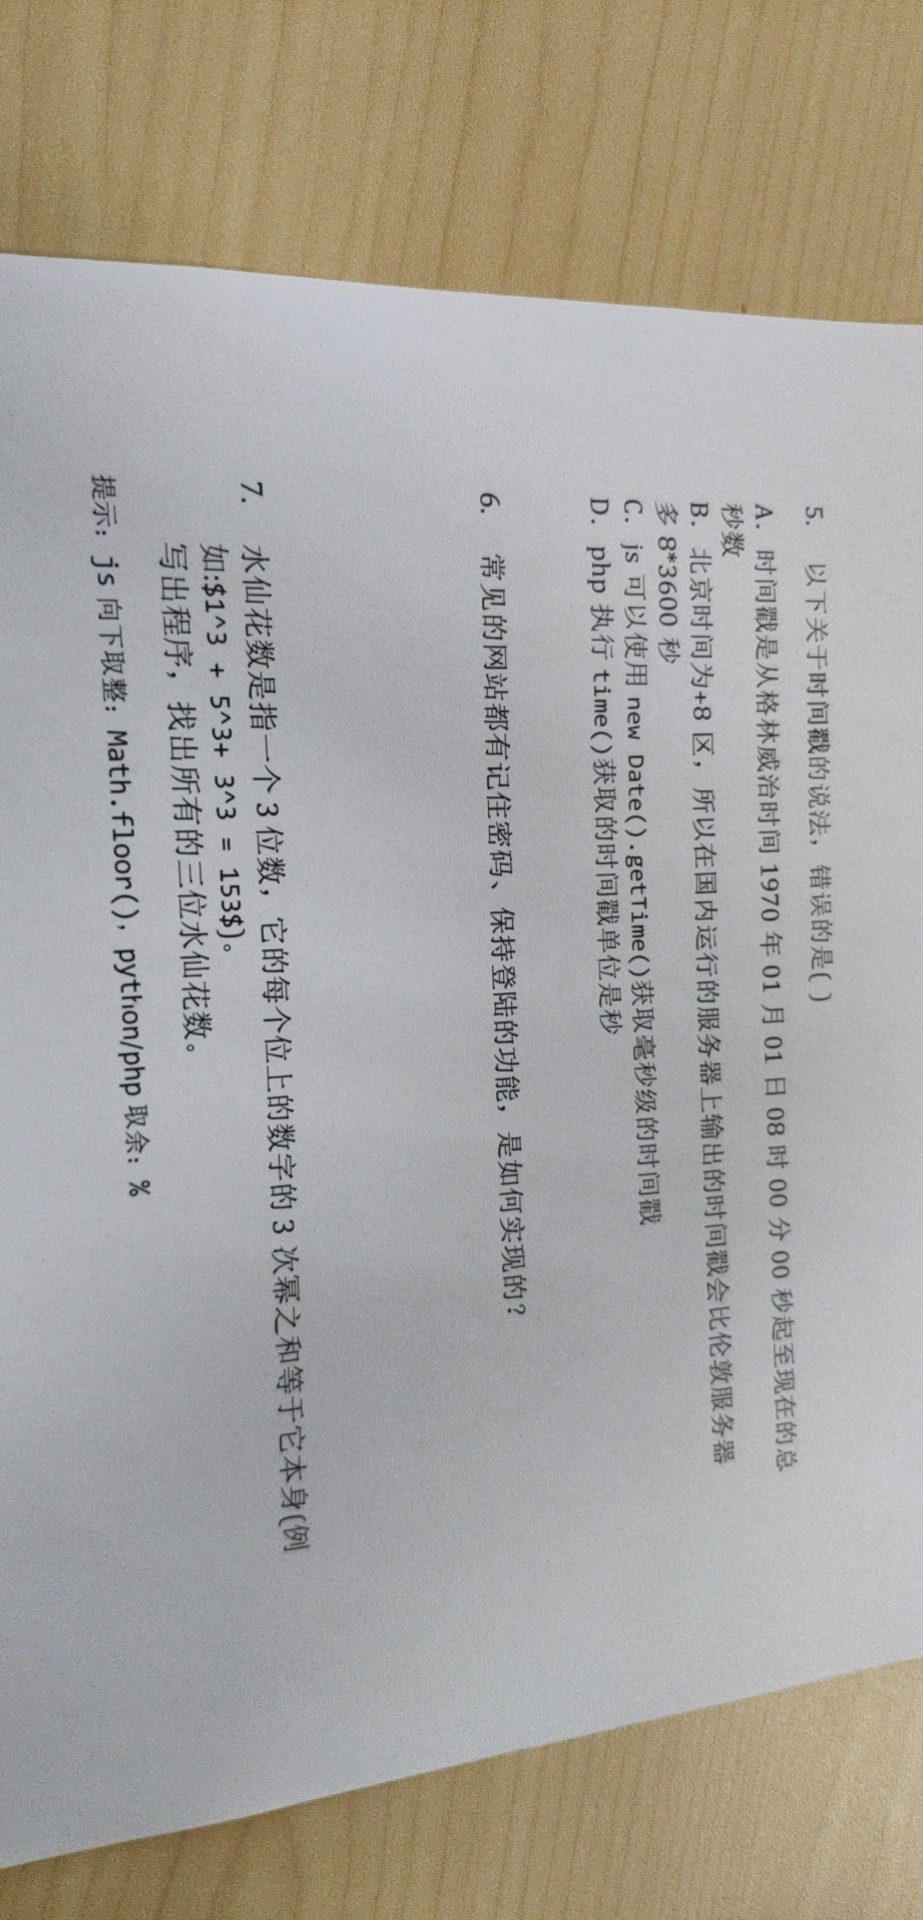 5. 以下关于时间戳的说法，错误的是( )
A. 时间戳是从格林威治时间 1970 年 01 月 01 日 08 时 00 分 00 秒起至现在的总
秒数
B. 北京时间为+8 区，所以在国内运行的服务器上输出的时间戳会比伦敦服务器
多 8*3600 秒
C. js 可以使用 new Date().getTime()获取毫秒级的时间戳
D. php 执行 time()获取的时间戳单位是秒
6. 常见的网站都有记住密码、保持登陆的功能，是如何实现的？
7. 水仙花数是指一个 3 位数，它的每个位上的数字的 3 次幂之和等于它本身(例
如:$1^3 + 5^3+ 3^3 = 153$)。
写出程序，找出所有的三位水仙花数。
提示：js 向下取整：Math.floor()，python/php 取余：%